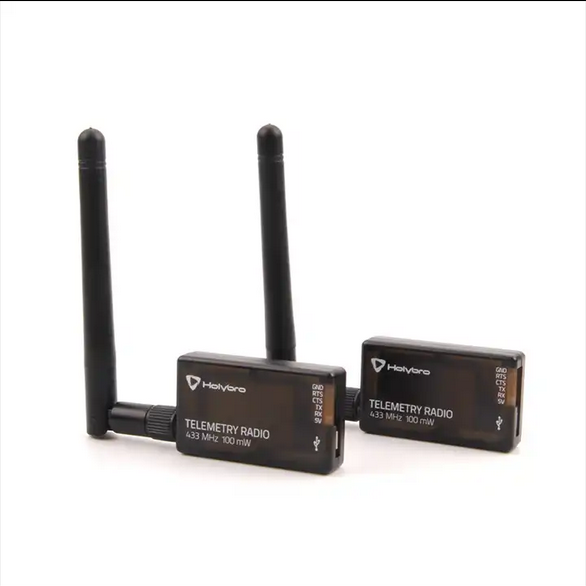 Holybro
TELEMETRY RADIO
433 MHz 100 mW
GND
RTS
CTS
TX
RX
5V
Holybro
TELEMETRY RADIO
433 MHz 100 mW
GND
RTS
CTS
TX
RX
5V